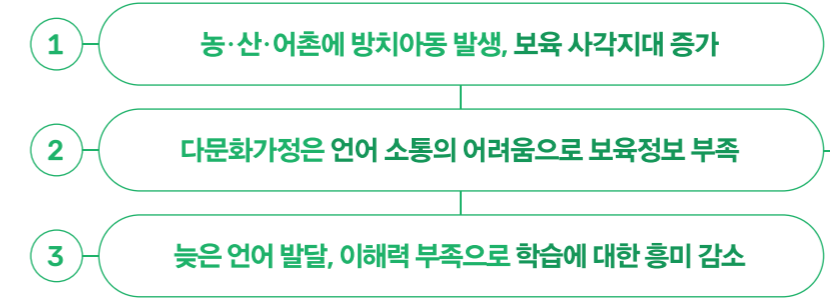 1 농·산·어촌에 방치아동 발생, 보육 사각지대 증가
2 다문화가정은 언어 소통의 어려움으로 보육정보 부족
3 늦은 언어 발달, 이해력 부족으로 학습에 대한 흥미 감소